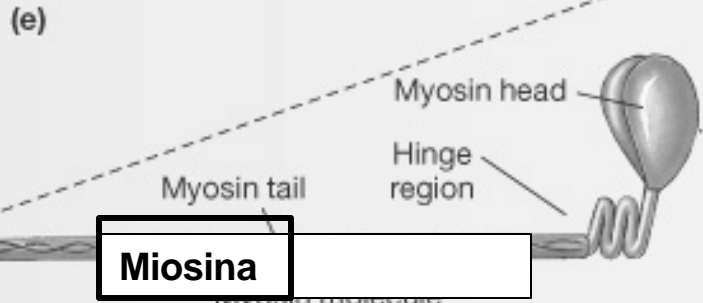 (e)
Myosin head
Hinge
region
Myosin tail
Miosina